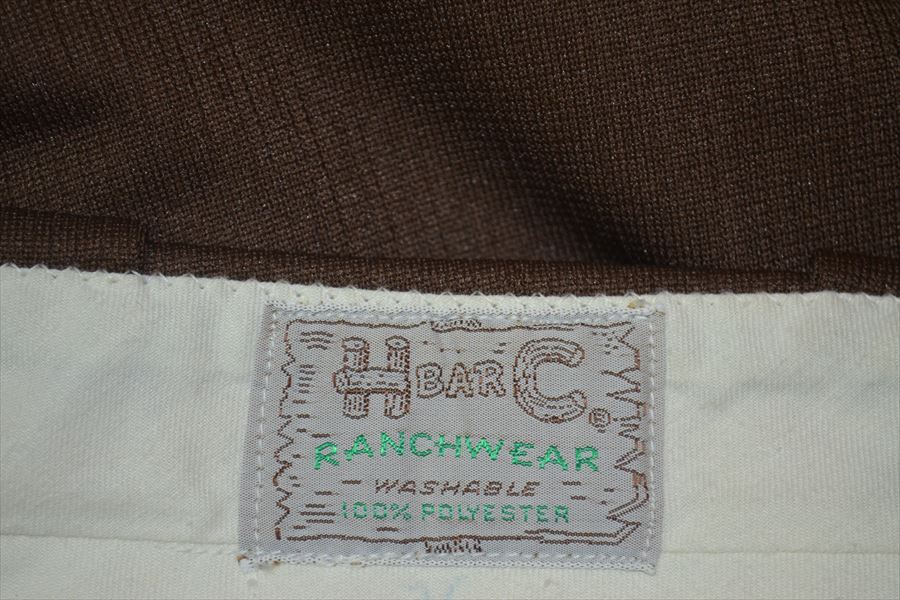 H BAR C®
RANCHWEAR
WASHABLE
100% POLYESTER